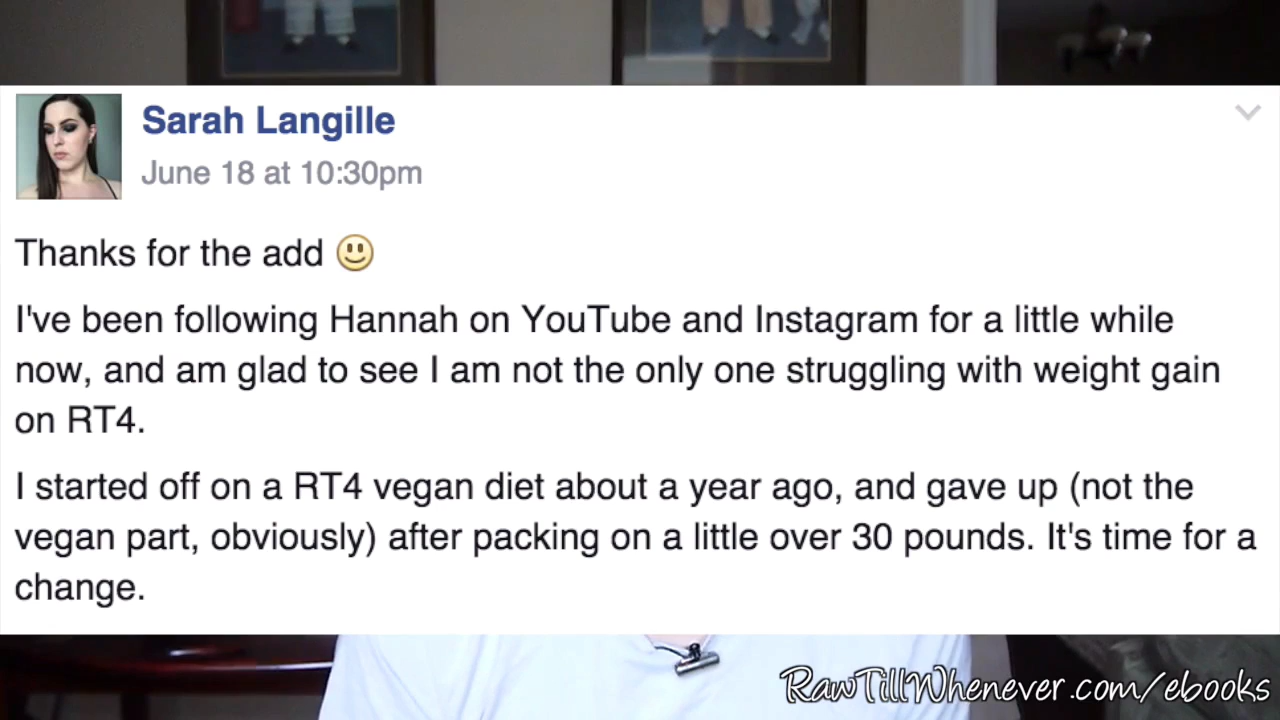 Sarah Langille
June 18 at 10:30pm
Thanks for the add
I've been following Hannah on YouTube and Instagram for a little while
now, and am glad to see I am not the only one struggling with weight gain
on RT4.
I started off on a RT4 vegan diet about a year ago, and gave up (not the
vegan part, obviously) after packing on a little over 30 pounds. It's time for a
change.
RawTillWhenever.com/ebooks